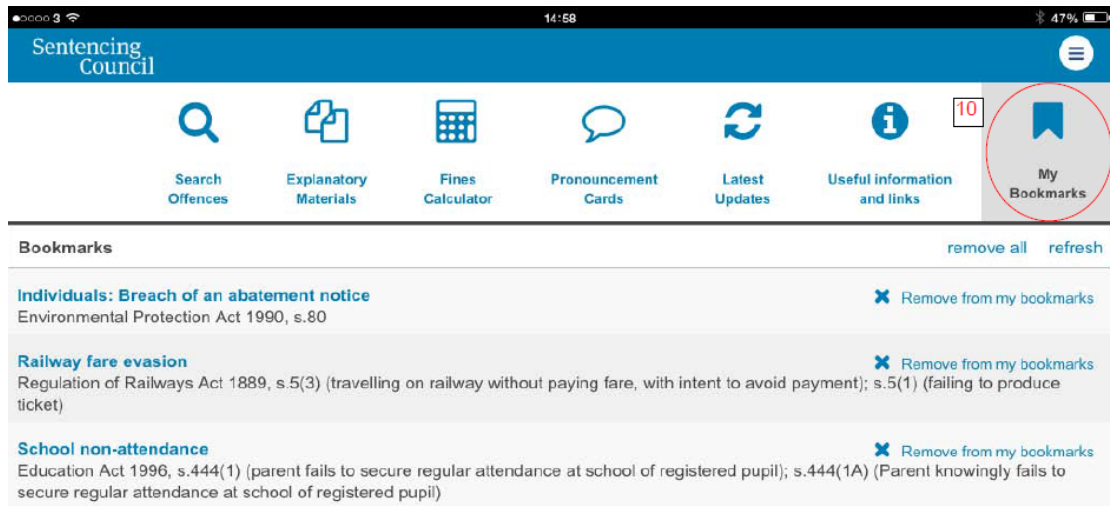 3 14:58 47%
Sentencing
Council
10
Search
Offences
Explanatory
Materials
Fines
Calculator
Pronouncement
Cards
Latest
Updates
Useful information
and links
My
Bookmarks
Bookmarks remove all refresh
Individuals: Breach of an abatement notice Remove from my bookmarks
Environmental Protection Act 1990, s.80
Railway fare evasion Remove from my bookmarks
Regulation of Railways Act 1889, s.5(3) (travelling on railway without paying fare, with intent to avoid payment); s.5(1) (failing to produce
ticket)
School non-attendance Remove from my bookmarks
Education Act 1996, s.444(1) (parent fails to secure regular attendance at school of registered pupil); s.444(1A) (Parent knowingly fails to
secure regular attendance at school of registered pupil)